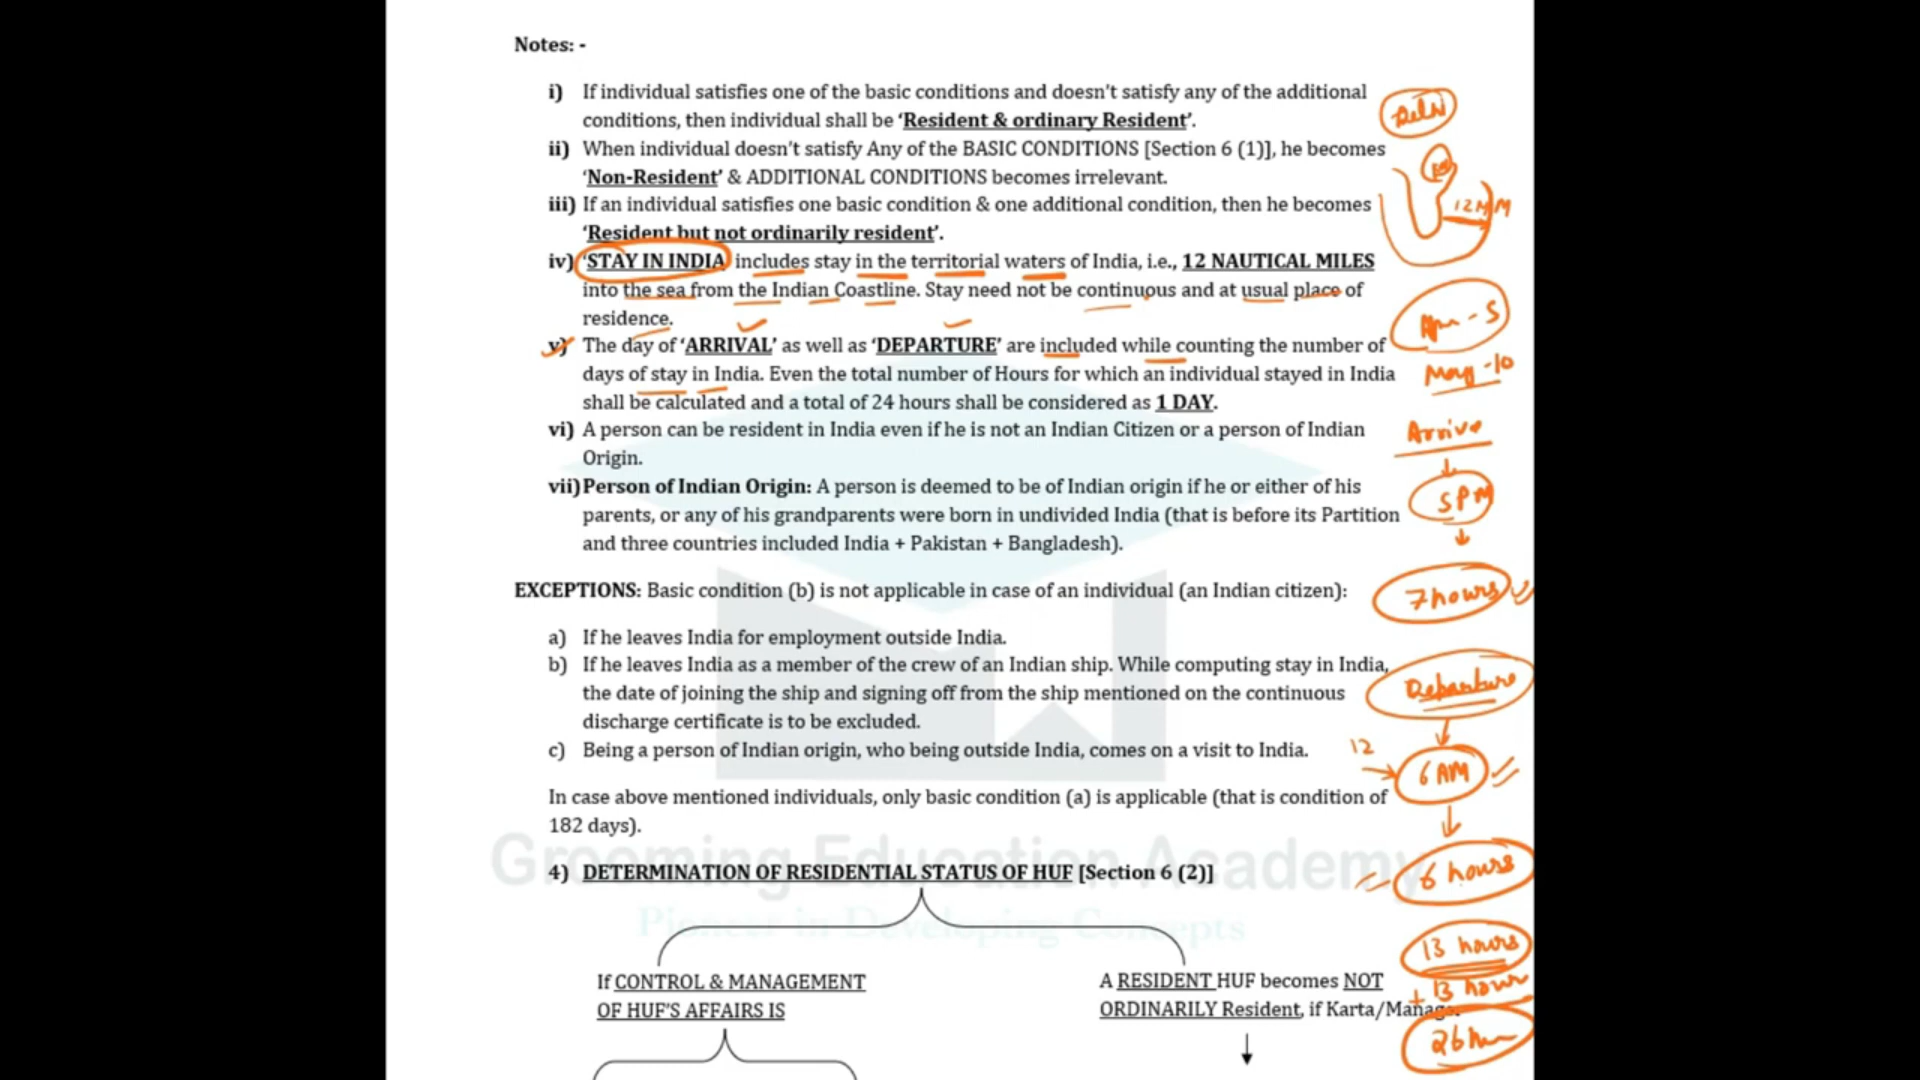 Notes: -
i) If individual satisfies one of the basic conditions and doesn't satisfy any of the additional
conditions, then individual shall be 'Resident & ordinary Resident'.
ii) When individual doesn't satisfy Any of the BASIC CONDITIONS [Section 6 (1)], he becomes
'Non-Resident' & ADDITIONAL CONDITIONS becomes irrelevant.
iii) If an individual satisfies one basic condition & one additional condition, then he becomes
'Resident but not ordinarily resident'.
iv) 'STAY IN INDIA includes stay in the territorial waters of India, i.e., 12 NAUTICAL MILES
into the sea from the Indian Coastline. Stay need not be continuous and at usual place of
residence.
v) The day of 'ARRIVAL' as well as 'DEPARTURE' are included while counting the number of
days of stay in India. Even the total number of Hours for which an individual stayed in India
shall be calculated and a total of 24 hours shall be considered as 1 DAY.
vi) A person can be resident in India even if he is not an Indian Citizen or a person of Indian
Origin.
vii) Person of Indian Origin: A person is deemed to be of Indian origin if he or either of his
parents, or any of his grandparents were born in undivided India (that is before its Partition
and three countries included India + Pakistan + Bangladesh).
EXCEPTIONS: Basic condition (b) is not applicable in case of an individual (an Indian citizen):
a) If he leaves India for employment outside India.
b) If he leaves India as a member of the crew of an Indian ship. While computing stay in India,
the date of joining the ship and signing off from the ship mentioned on the continuous
discharge certificate is to be excluded.
c) Being a person of Indian origin, who being outside India, comes on a visit to India.
In case above mentioned individuals, only basic condition (a) is applicable (that is condition of
182 days).
Grooming Education Academy
4) DETERMINATION OF RESIDENTIAL STATUS OF HUF [Section 6 (2)]
Pioneer in Developing Concepts
If CONTROL & MANAGEMENT
OF HUF'S AFFAIRS IS
A RESIDENT HUF becomes NOT
ORDINARILY Resident, if Karta/Manage
12
May -10
Arrive
5 PM
7 hours
Departure
12
6 AM
6 hours
13 hours
+ 13 hour